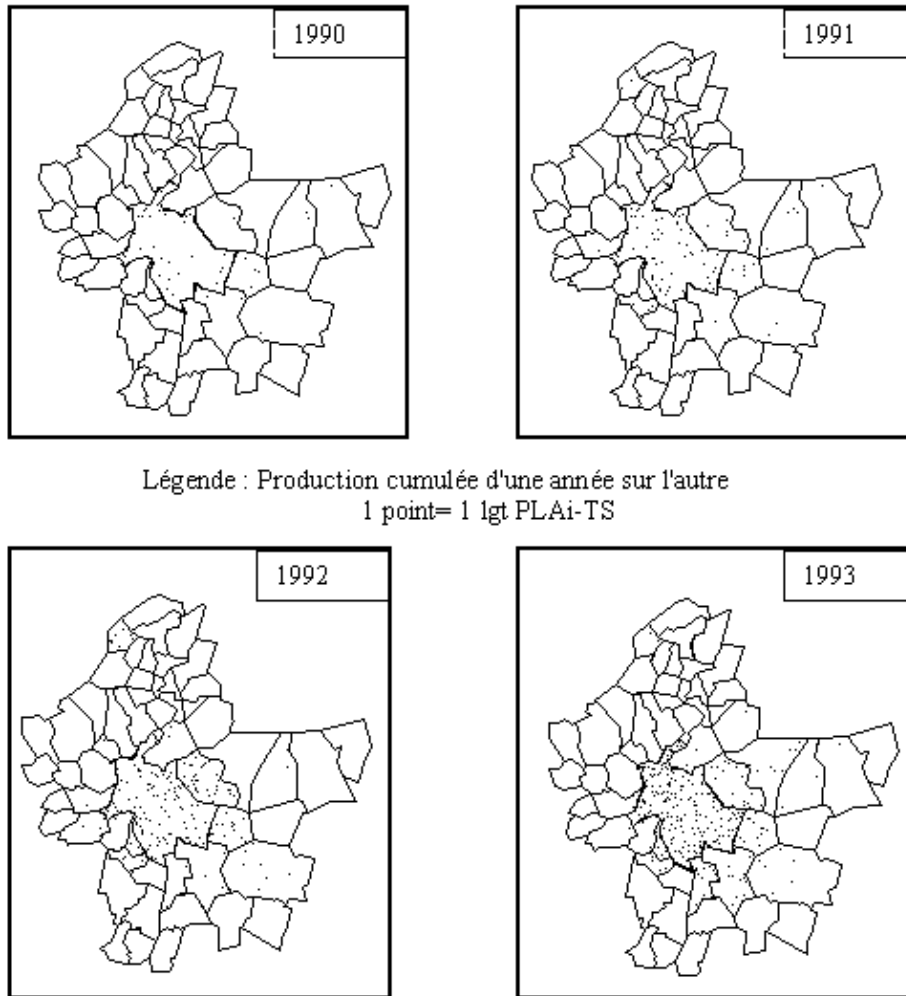 1990
1991
Légende : Production cumulée d'une année sur l'autre
1 point= 1 lgt PLAi-TS
1992
1993